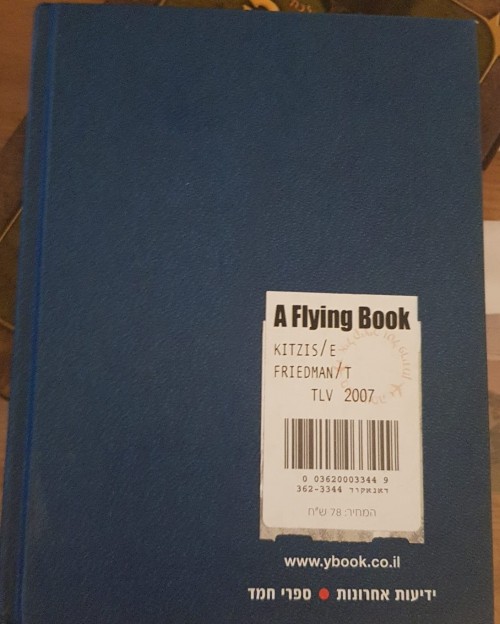 A Flying Book
KITZIS/E
FRIEDMAN/T
TLV 2007
0 03620003344 9
דאנאקוד 362-3344
המחיר: 78 ש"ח
www.ybook.co.il
ידיעות אחרונות • ספרי חמד